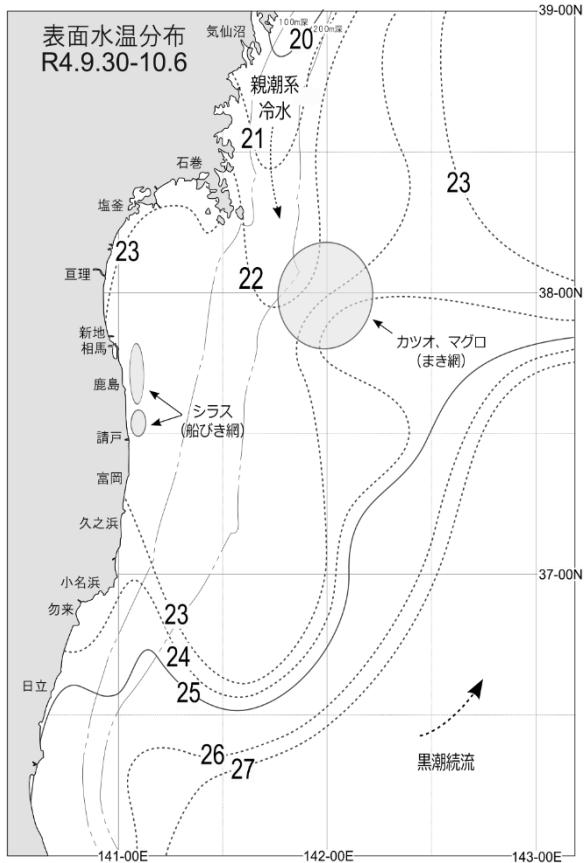 表面水温分布
R4.9.30-10.6
気仙沼
20
100m深
(200m深)
39-00N
親潮系
冷水
21
石巻
塩釜
23
23
亘理
22
38-00N
新地
相馬
鹿島
カツオ、マグロ
(まき網)
シラス
(船びき網)
請戸
富岡
久之浜
小名浜
勿来
37-00N
23
24
25
日立
26
27
黒潮続流
141-00E
142-00E
143-00E